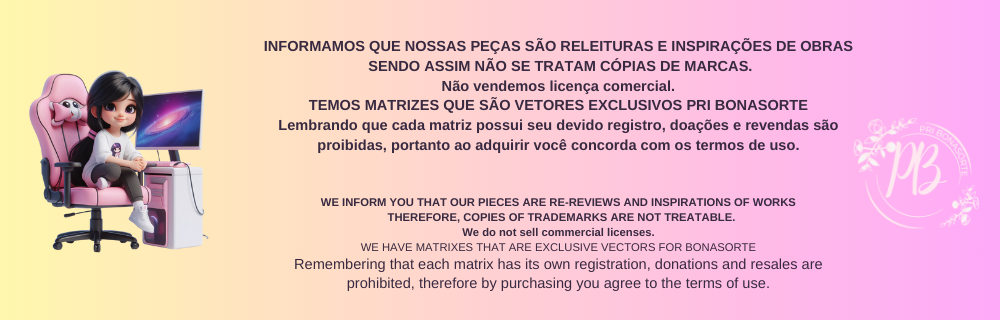 INFORMAMOS QUE NOSSAS PEÇAS SÃO RELEITURAS E INSPIRAÇÕES DE OBRAS
SENDO ASSIM NÃO SE TRATAM CÓPIAS DE MARCAS.
Não vendemos licença comercial.
TEMOS MATRIZES QUE SÃO VETORES EXCLUSIVOS PRI BONASORTE
Lembrando que cada matriz possui seu devido registro, doações e revendas são
proibidas, portanto ao adquirir você concorda com os termos de uso.
PRI BONASORTE
PB
WE INFORM YOU THAT OUR PIECES ARE RE-REVIEWS AND INSPIRATIONS OF WORKS
THEREFORE, COPIES OF TRADEMARKS ARE NOT TREATABLE.
We do not sell commercial licenses.
WE HAVE MATRIXES THAT ARE EXCLUSIVE VECTORS FOR BONASORTE
Remembering that each matrix has its own registration, donations and resales are
prohibited, therefore by purchasing you agree to the terms of use.